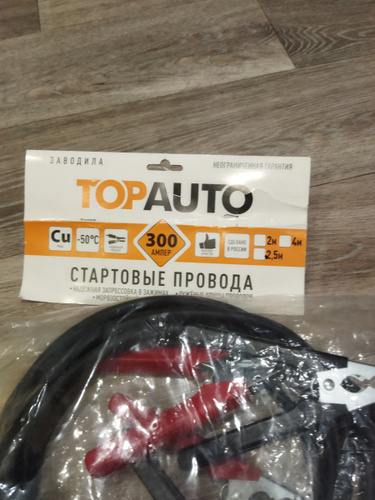 ЗАВОДИЛА
НЕОГРАНИЧЕННАЯ ГАРАНТИЯ
TOPAUTO
Cu -50°C 300 АМПЕР СДЕЛАНО В РОССИИ 2м 4м 2,5м
СТАРТОВЫЕ ПРОВОДА
• НАДЕЖНАЯ ЗАПРЕССОВКА В ЗАЖИМАХ